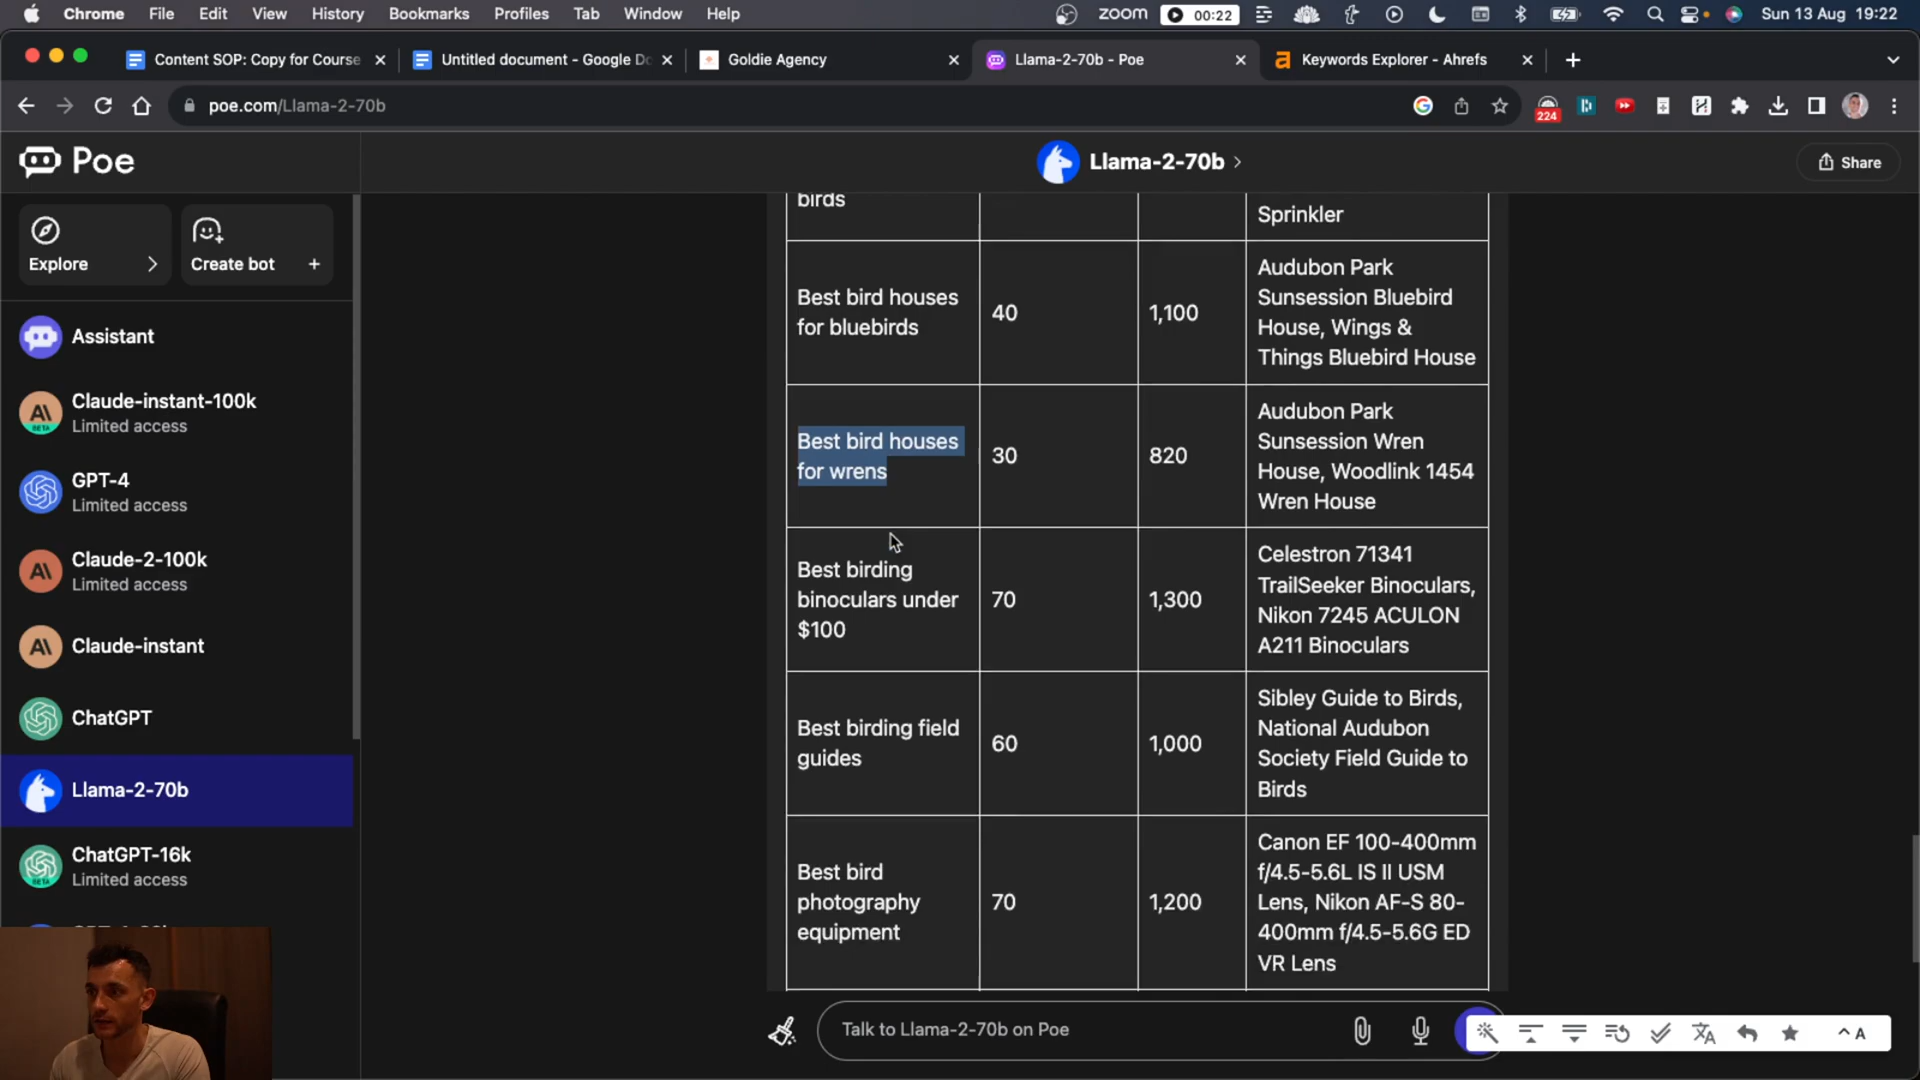 Chrome File Edit View History Bookmarks Profiles Tab Window Help zoom 00:22 Sun 13 Aug 19:22
Content SOP: Copy for Course
Untitled document - Google Do
Goldie Agency
Llama-2-70b - Poe
Keywords Explorer - Ahrefs
poe.com/Llama-2-70b
224
Poe
Llama-2-70b
Share
Explore
Create bot
Assistant
Claude-instant-100k
Limited access
BETA
GPT-4
Limited access
Claude-2-100k
Limited access
Claude-instant
ChatGPT
Llama-2-70b
ChatGPT-16k
Limited access
BETA
birds
Sprinkler
Best bird houses
for bluebirds
40
1,100
Audubon Park
Sunsession Bluebird
House, Wings &
Things Bluebird House
Best bird houses
for wrens
30
820
Audubon Park
Sunsession Wren
House, Woodlink 1454
Wren House
Best birding
binoculars under
$100
70
1,300
Celestron 71341
TrailSeeker Binoculars,
Nikon 7245 ACULON
A211 Binoculars
Best birding field
guides
60
1,000
Sibley Guide to Birds,
National Audubon
Society Field Guide to
Birds
Best bird
photography
equipment
70
1,200
Canon EF 100-400mm
f/4.5-5.6L IS II USM
Lens, Nikon AF-S 80-
400mm f/4.5-5.6G ED
VR Lens
Talk to Llama-2-70b on Poe
A